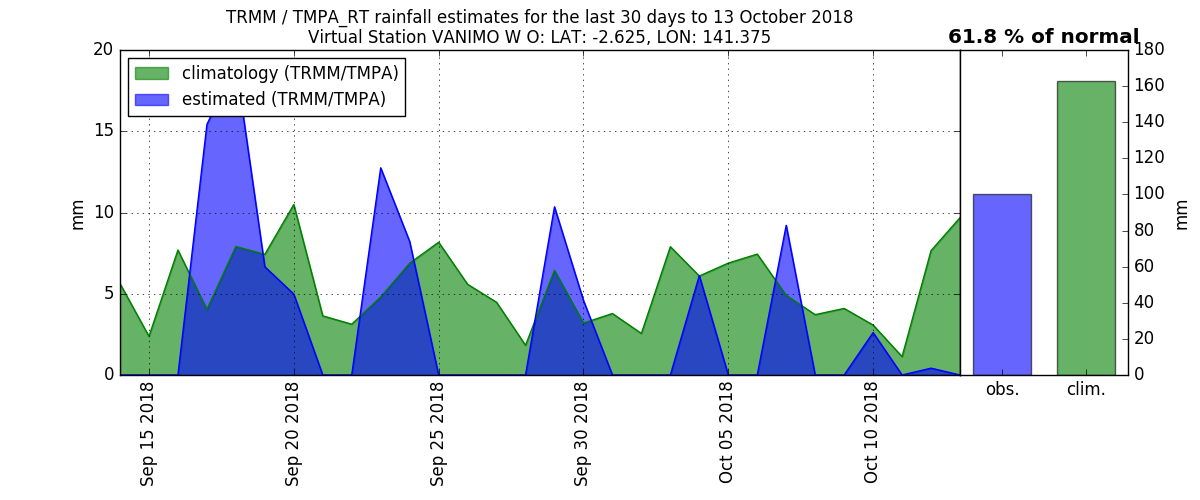 TRMM / TMPA_RT rainfall estimates for the last 30 days to 13 October 2018
Virtual Station VANIMO W O: LAT: -2.625, LON: 141.375
61.8 % of normal
climatology (TRMM/TMPA)
estimated (TRMM/TMPA)
mm
20
15
10
5
0
Sep 15 2018
Sep 20 2018
Sep 25 2018
Sep 30 2018
Oct 05 2018
Oct 10 2018
obs.
clim.
180
160
140
120
100
80
60
40
20
0
mm